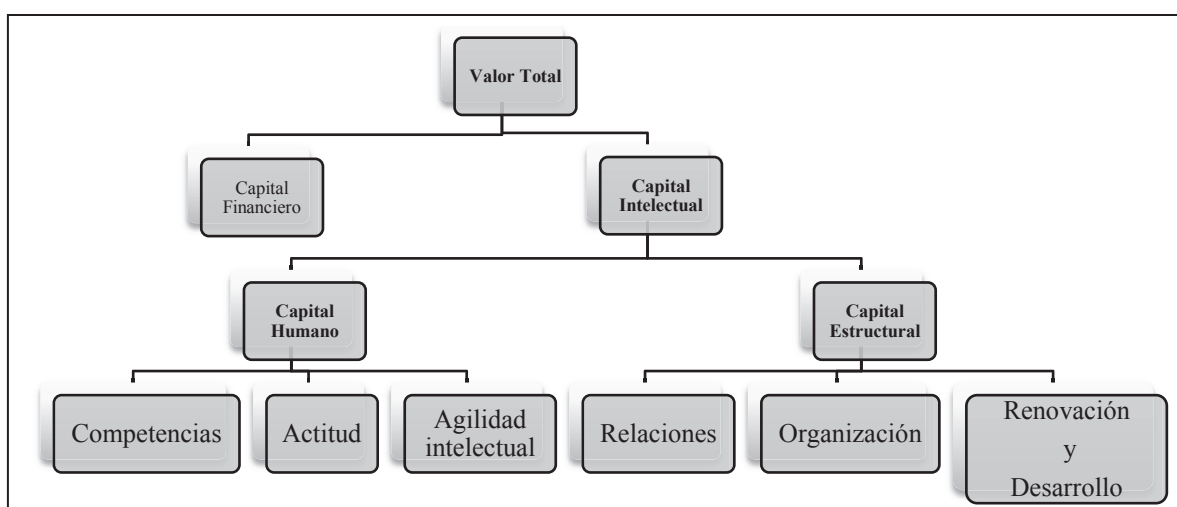 Valor Total
Capital
Financiero
Capital
Intelectual
Capital
Humano
Capital
Estructural
Competencias
Actitud
Agilidad
intelectual
Relaciones
Organización
Renovación
y
Desarrollo